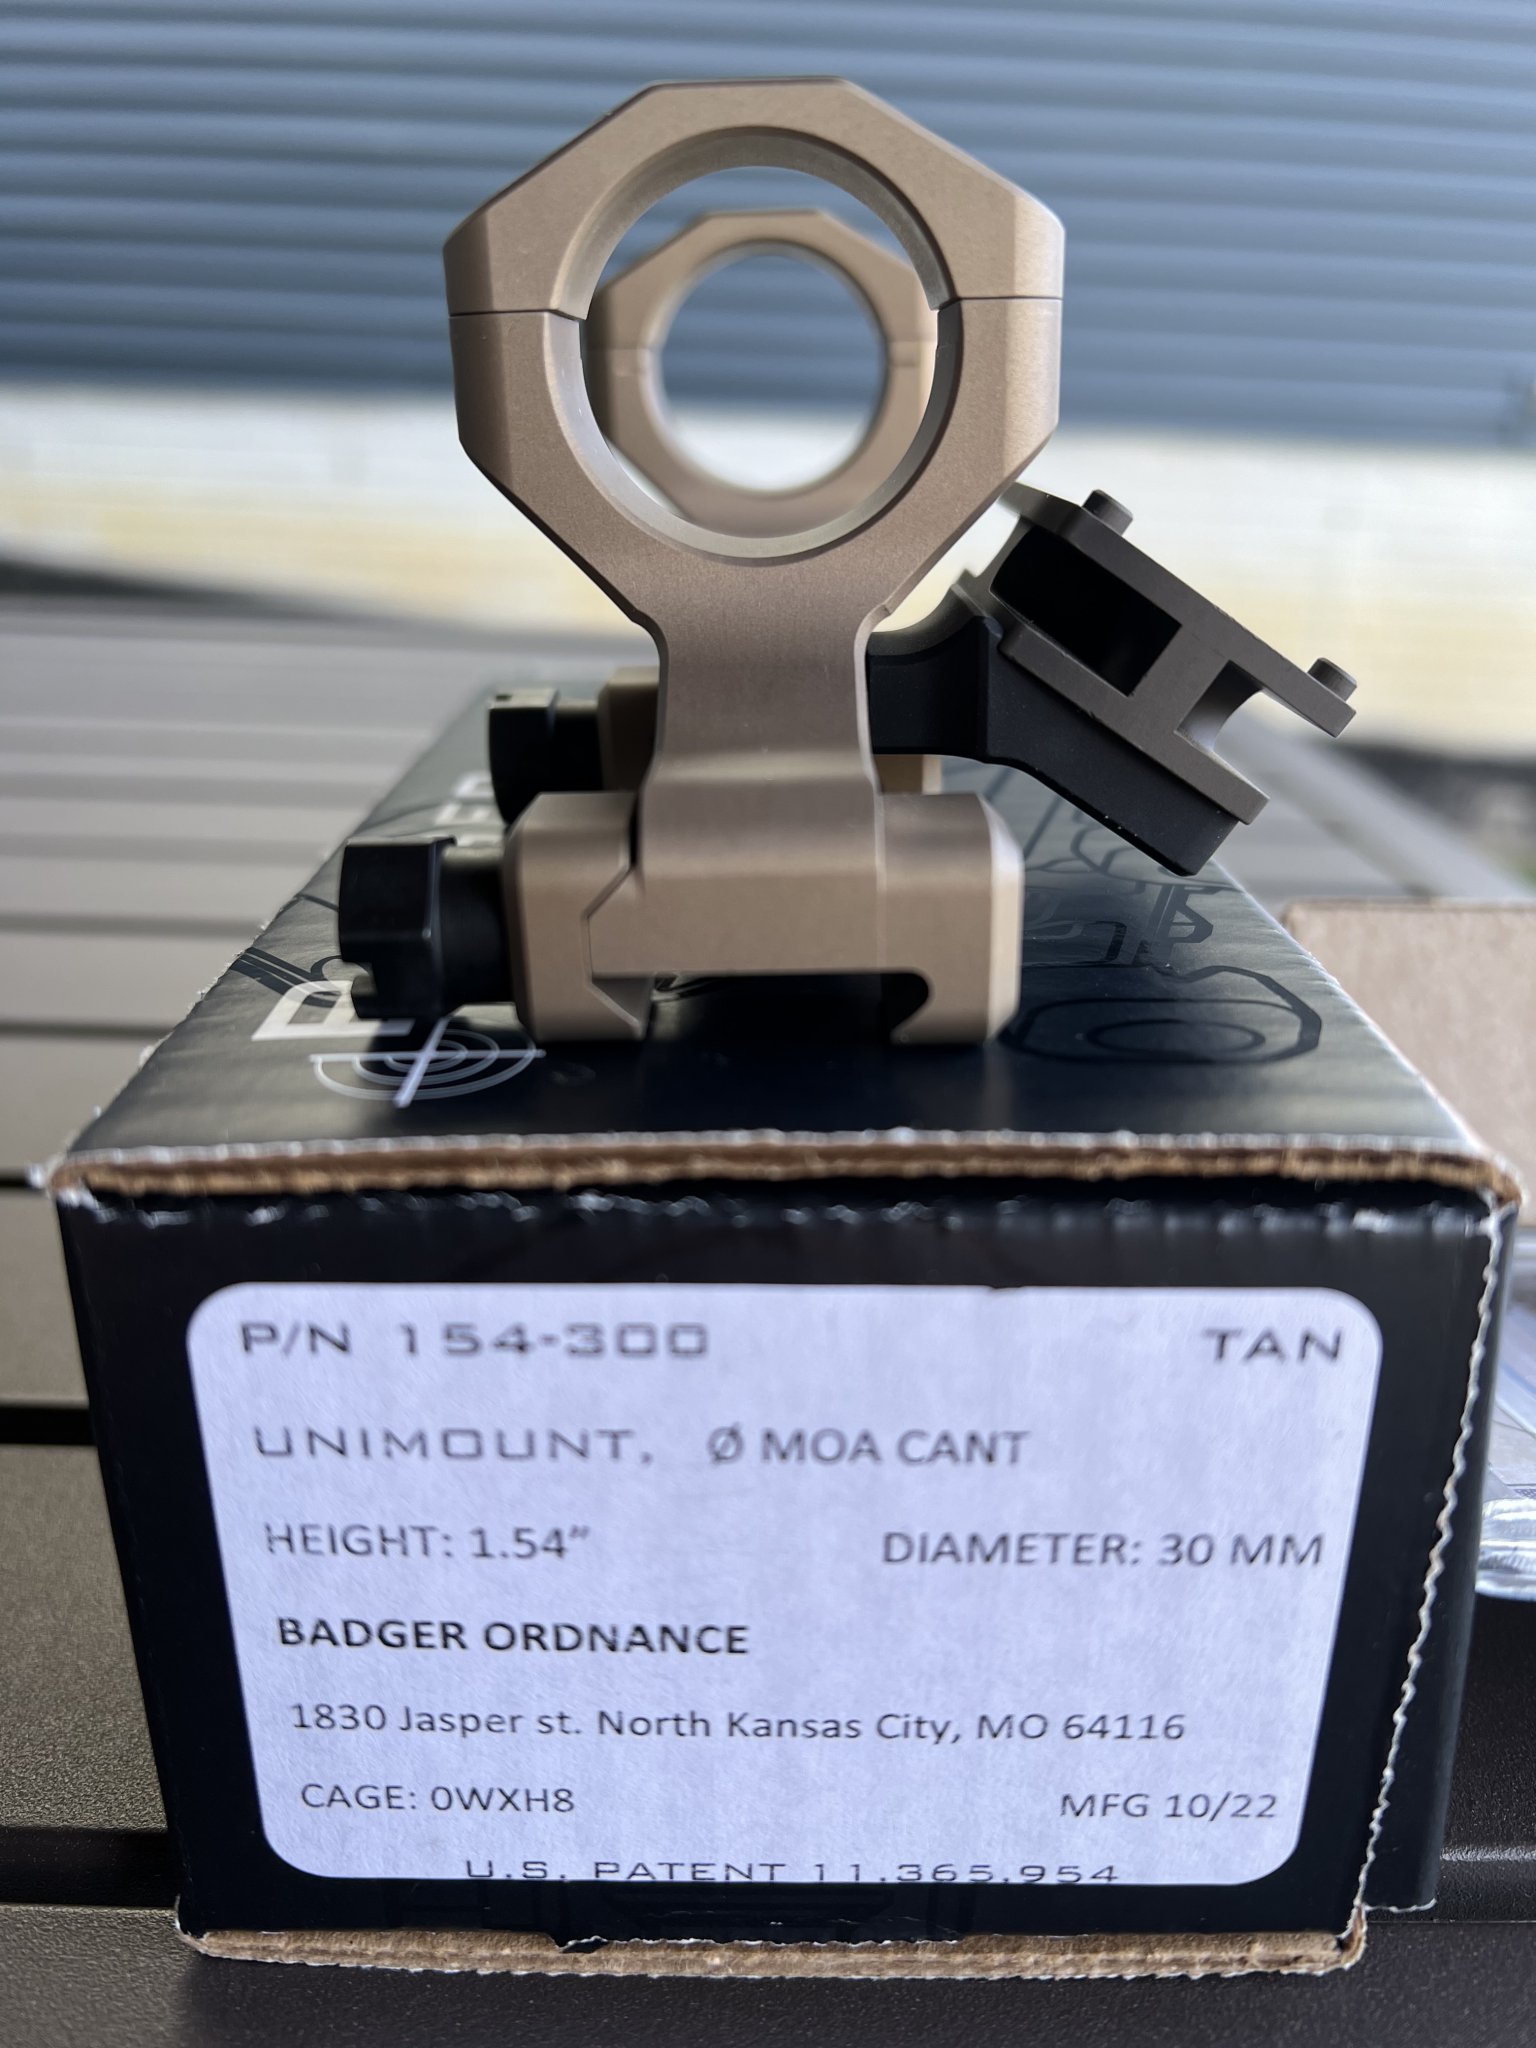 P/N 154-300 TAN
UNIMOUNT, Ø MOA CANT
HEIGHT: 1.54" DIAMETER: 30 MM
BADGER ORDNANCE
1830 Jasper st. North Kansas City, MO 64116
CAGE: 0WXH8 MFG 10/22
U.S. PATENT 11,365,954